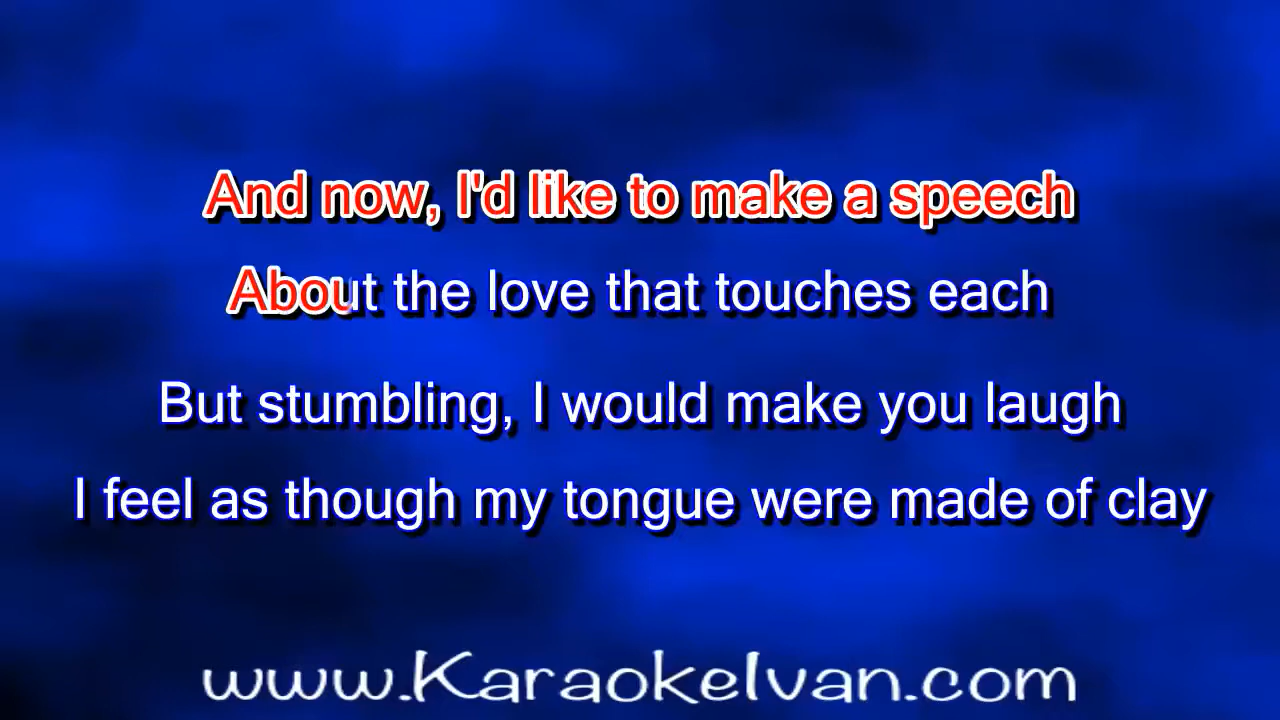 And now, I'd like to make a speech
About the love that touches each
But stumbling, I would make you laugh
I feel as though my tongue were made of clay
www.KaraokeIvan.com